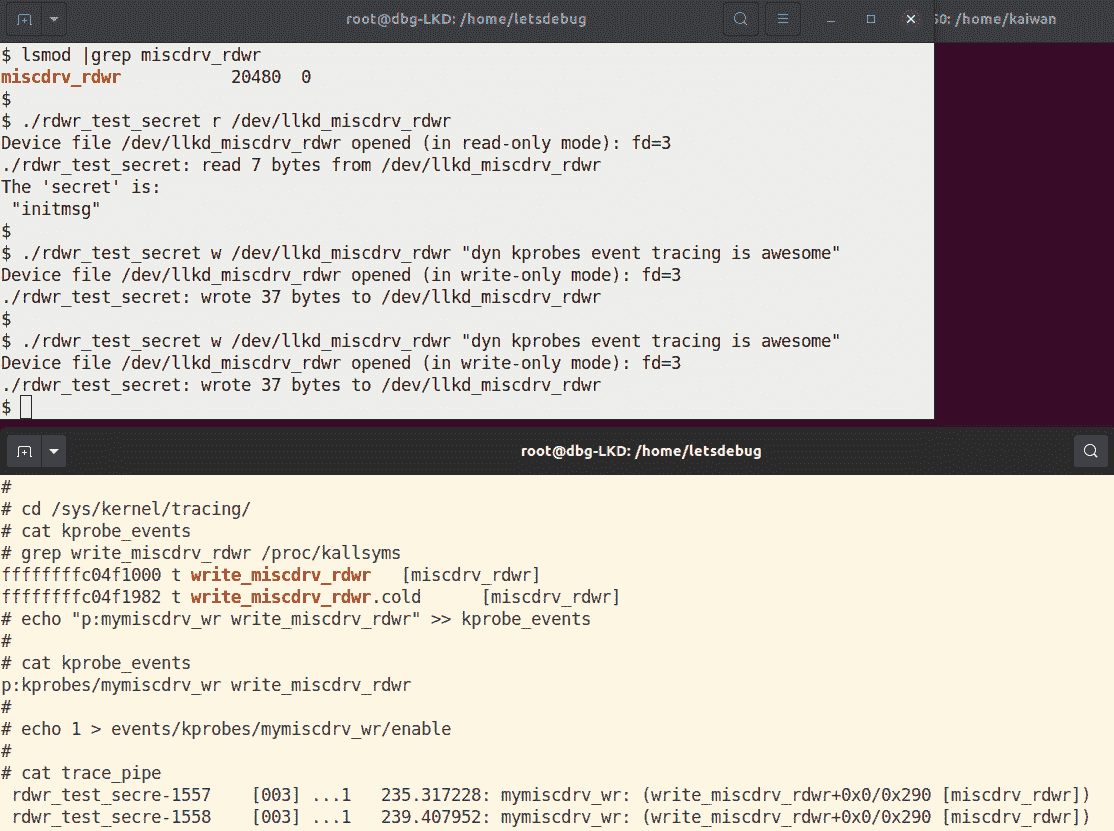 root@dbg-LKD: /home/letsdebug
60: /home/kaiwan
$ lsmod |grep miscdrv_rdwr
miscdrv_rdwr           20480  0
$
$ ./rdwr_test_secret r /dev/llkd_miscdrv_rdwr
Device file /dev/llkd_miscdrv_rdwr opened (in read-only mode): fd=3
./rdwr_test_secret: read 7 bytes from /dev/llkd_miscdrv_rdwr
The 'secret' is:
 "initmsg"
$
$ ./rdwr_test_secret w /dev/llkd_miscdrv_rdwr "dyn kprobes event tracing is awesome"
Device file /dev/llkd_miscdrv_rdwr opened (in write-only mode): fd=3
./rdwr_test_secret: wrote 37 bytes to /dev/llkd_miscdrv_rdwr
$
$ ./rdwr_test_secret w /dev/llkd_miscdrv_rdwr "dyn kprobes event tracing is awesome"
Device file /dev/llkd_miscdrv_rdwr opened (in write-only mode): fd=3
./rdwr_test_secret: wrote 37 bytes to /dev/llkd_miscdrv_rdwr
$
root@dbg-LKD: /home/letsdebug
#
# cd /sys/kernel/tracing/
# cat kprobe_events
# grep write_miscdrv_rdwr /proc/kallsyms
ffffffffc04f1000 t write_miscdrv_rdwr   [miscdrv_rdwr]
ffffffffc04f1982 t write_miscdrv_rdwr.cold      [miscdrv_rdwr]
# echo "p:mymiscdrv_wr write_miscdrv_rdwr" >> kprobe_events
#
# cat kprobe_events
p:kprobes/mymiscdrv_wr write_miscdrv_rdwr
#
# echo 1 > events/kprobes/mymiscdrv_wr/enable
#
# cat trace_pipe
 rdwr_test_secre-1557    [003] ...1   235.317228: mymiscdrv_wr: (write_miscdrv_rdwr+0x0/0x290 [miscdrv_rdwr])
 rdwr_test_secre-1558    [003] ...1   239.407952: mymiscdrv_wr: (write_miscdrv_rdwr+0x0/0x290 [miscdrv_rdwr])